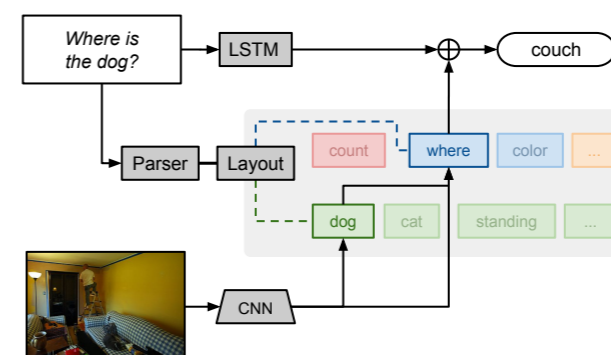 Where is
the dog?
LSTM
couch
Parser
Layout
count
where
color
...
dog
cat
standing
...
CNN